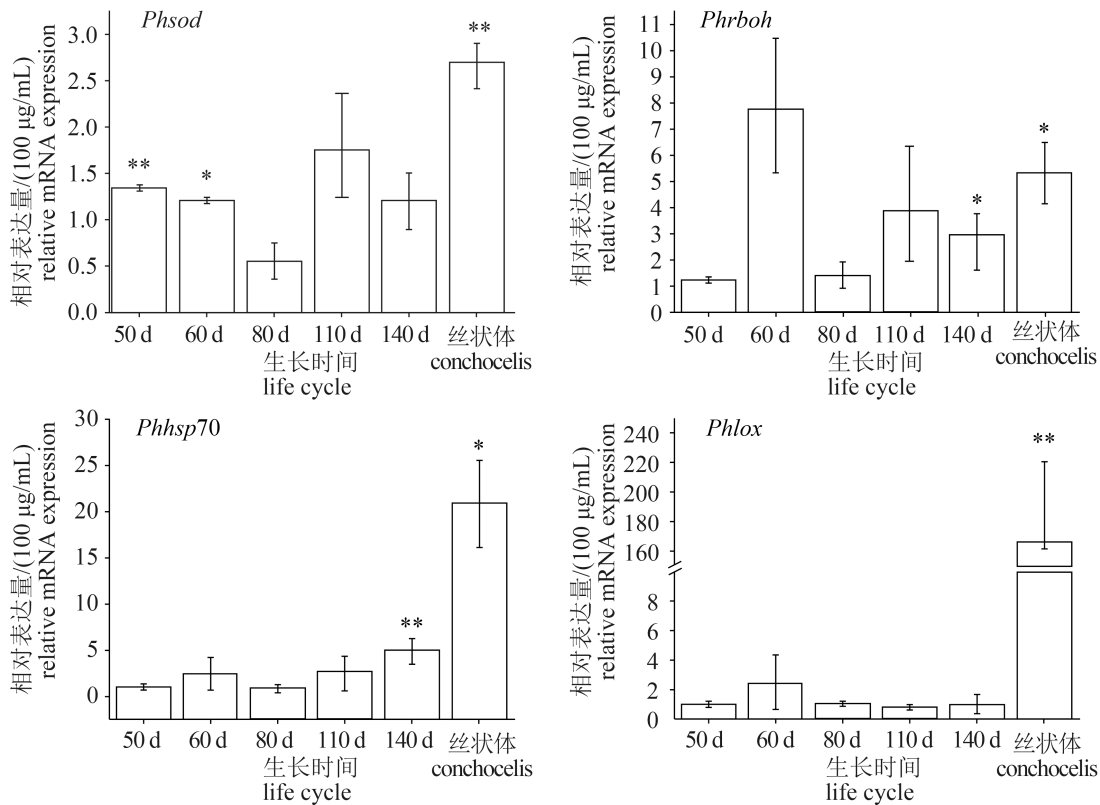 Phsod
相对表达量/(100 μg/mL)
relative mRNA expression
3.0
2.5
2.0
1.5
1.0
0.5
0.0
**
*
**
50 d 60 d 80 d 110 d 140 d 丝状体
conchocelis
生长时间
life cycle
Phrboh
相对表达量/(100 μg/mL)
relative mRNA expression
11
10
9
8
7
6
5
4
3
2
1
0
*
*
50 d 60 d 80 d 110 d 140 d 丝状体
conchocelis
生长时间
life cycle
Phhsp70
相对表达量/(100 μg/mL)
relative mRNA expression
30
25
20
15
10
5
0
**
*
50 d 60 d 80 d 110 d 140 d 丝状体
conchocelis
生长时间
life cycle
Phlox
相对表达量/(100 μg/mL)
relative mRNA expression
240
220
200
180
160
8
6
4
2
0
**
50 d 60 d 80 d 110 d 140 d 丝状体
conchocelis
生长时间
life cycle